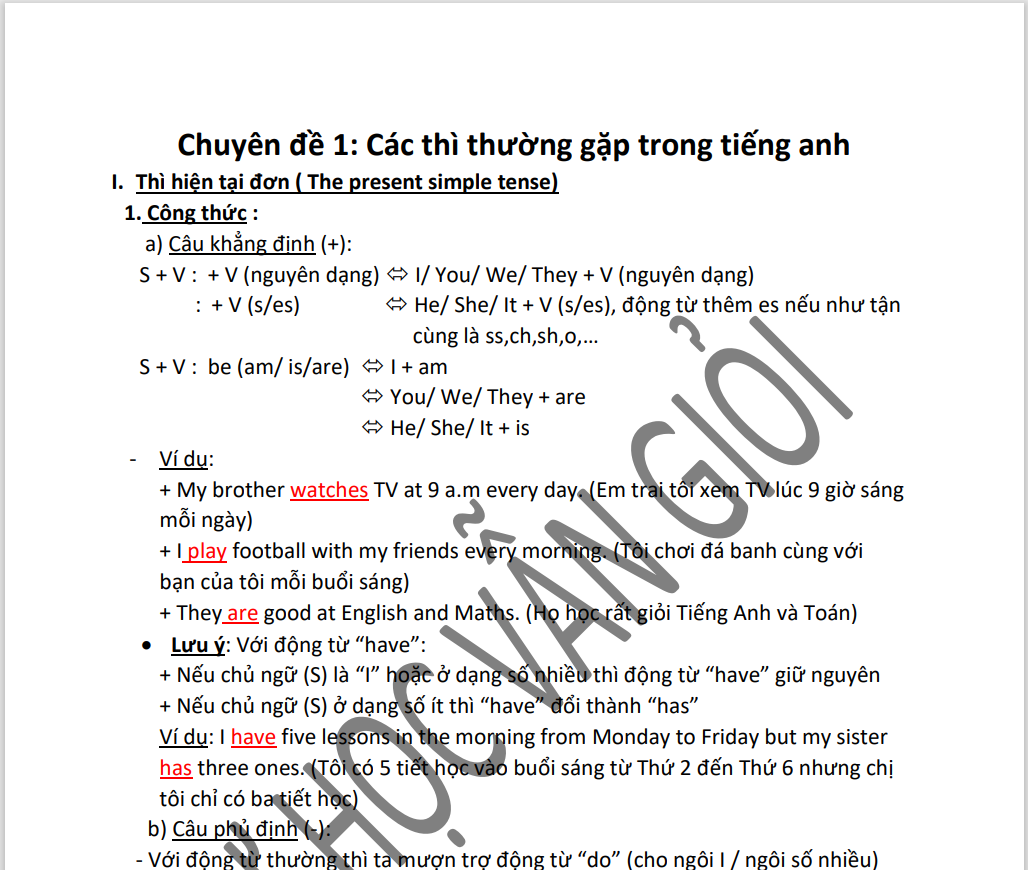 Chuyên đề 1: Các thì thường gặp trong tiếng anh
I. Thì hiện tại đơn ( The present simple tense)
1. Công thức :
a) Câu khẳng định (+):
S + V : + V (nguyên dạng) ⇔ I/ You/ We/ They + V (nguyên dạng)
: + V (s/es) ⇔ He/ She/ It + V (s/es), động từ thêm es nếu như tận
cùng là ss,ch,sh,o,...
S + V : be (am/ is/are) ⇔ I + am
⇔ You/ We/ They + are
⇔ He/ She/ It + is
- Ví dụ:
+ My brother watches TV at 9 a.m every day. (Em trai tôi xem TV lúc 9 giờ sáng
mỗi ngày)
+ I play football with my friends every morning. (Tôi chơi đá banh cùng với
bạn của tôi mỗi buổi sáng)
+ They are good at English and Maths. (Họ học rất giỏi Tiếng Anh và Toán)
• Lưu ý: Với động từ “have”:
+ Nếu chủ ngữ (S) là “I” hoặc ở dạng số nhiều thì động từ “have” giữ nguyên
+ Nếu chủ ngữ (S) ở dạng số ít thì “have” đổi thành “has”
Ví dụ: I have five lessons in the morning from Monday to Friday but my sister
has three ones. (Tôi có 5 tiết học vào buổi sáng từ Thứ 2 đến Thứ 6 nhưng chị
tôi chỉ có ba tiết học)
b) Câu phủ định (-):
- Với động từ thường thì ta mượn trợ động từ “do” (cho ngôi I / ngôi số nhiều)
HỌC VẪN GIỎI